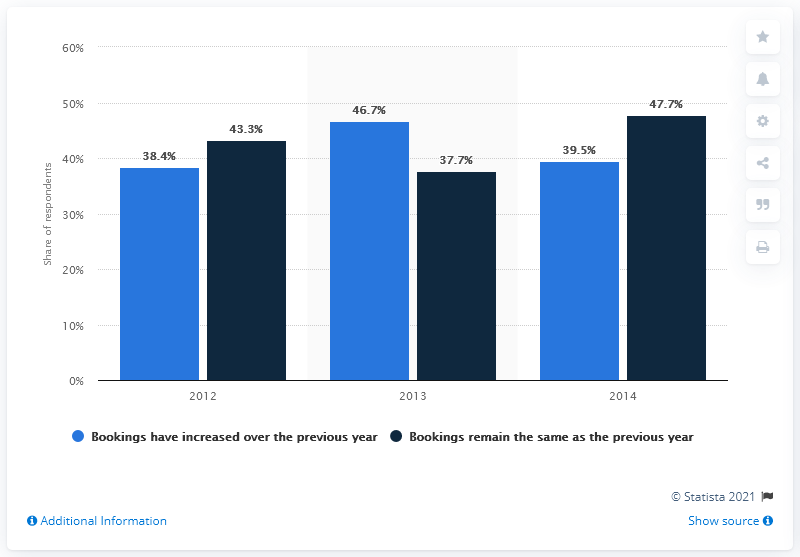 60%
50%
40%
30%
20%
10%
0%
Share of respondents
38.4%
43.3%
46.7%
37.7%
39.5%
47.7%
2012
2013
2014
Bookings have increased over the previous year
Bookings remain the same as the previous year
© Statista 2021
Additional Information
Show source